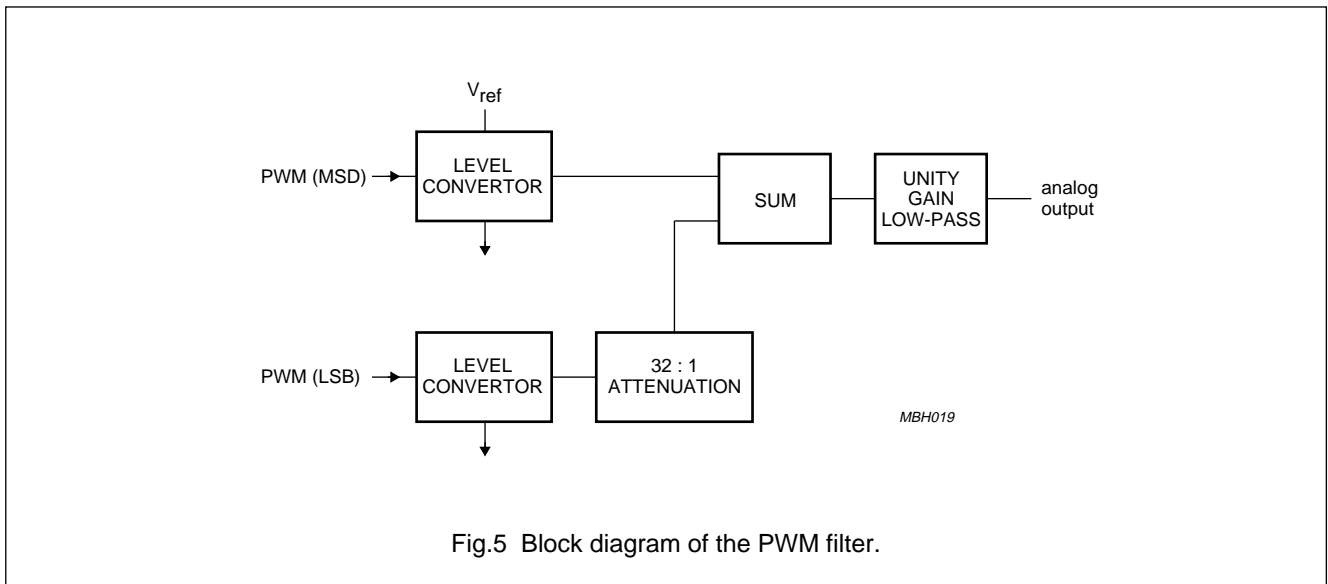 Vref
PWM (MSD)
LEVEL
CONVERTOR
SUM
UNITY
GAIN
LOW-PASS
analog
output
PWM (LSB)
LEVEL
CONVERTOR
32 : 1
ATTENUATION
MBH019
Fig.5 Block diagram of the PWM filter.